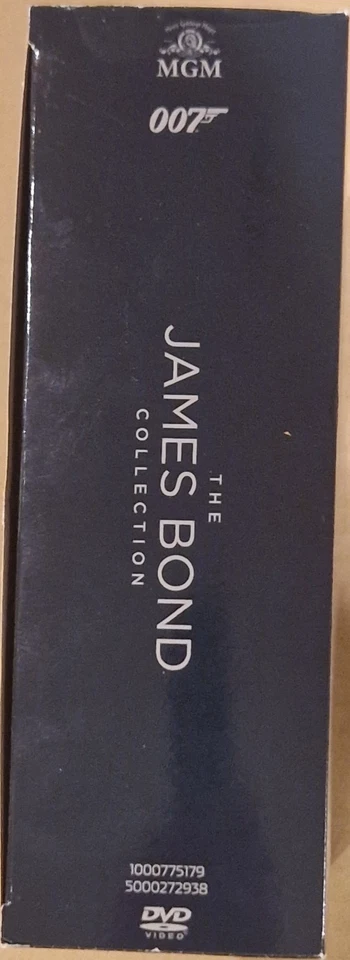 MGM
007
THE
JAMES BOND
COLLECTION
1000775179
5000272938
DVD
VIDEO